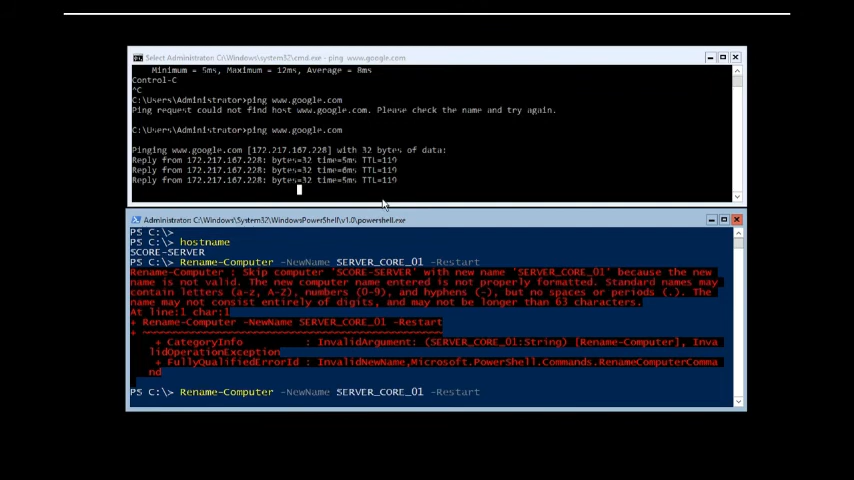 Select Administrator: C:\Windows\system32\cmd.exe - ping www.google.com
Minimum = 5ms, Maximum = 12ms, Average = 8ms
Control-C
^C
C:\Users\Administrator>ping www.google.com
Ping request could not find host www.google.com. Please check the name and try again.
C:\Users\Administrator>ping www.google.com
Pinging www.google.com [172.217.167.228] with 32 bytes of data:
Reply from 172.217.167.228: bytes=32 time=5ms TTL=119
Reply from 172.217.167.228: bytes=32 time=6ms TTL=119
Reply from 172.217.167.228: bytes=32 time=5ms TTL=119
Administrator: C:\Windows\System32\WindowsPowerShell\v1.0\powershell.exe
PS C:\>
PS C:\> hostname
SCORE-SERVER
PS C:\> Rename-Computer -NewName SERVER_CORE_01 -Restart
Rename-Computer : Skip computer 'SCORE-SERVER' with new name 'SERVER_CORE_01' because the new
name is not valid. The new computer name entered is not properly formatted. Standard names may
contain letters (a-z, A-Z), numbers (0-9), and hyphens (-), but no spaces or periods (.). The
name may not consist entirely of digits, and may not be longer than 63 characters.
At line:1 char:1
+ Rename-Computer -NewName SERVER_CORE_01 -Restart
+ ~~~~~~~~~~~~~~~~~~~~~~~~~~~~~~~~~~~~~~~~~~~~~~~~
+ CategoryInfo : InvalidArgument: (SERVER_CORE_01:String) [Rename-Computer], Inva
lidOperationException
+ FullyQualifiedErrorId : InvalidNewName,Microsoft.PowerShell.Commands.RenameComputerComma
nd
PS C:\> Rename-Computer -NewName SERVER_CORE_01 -Restart